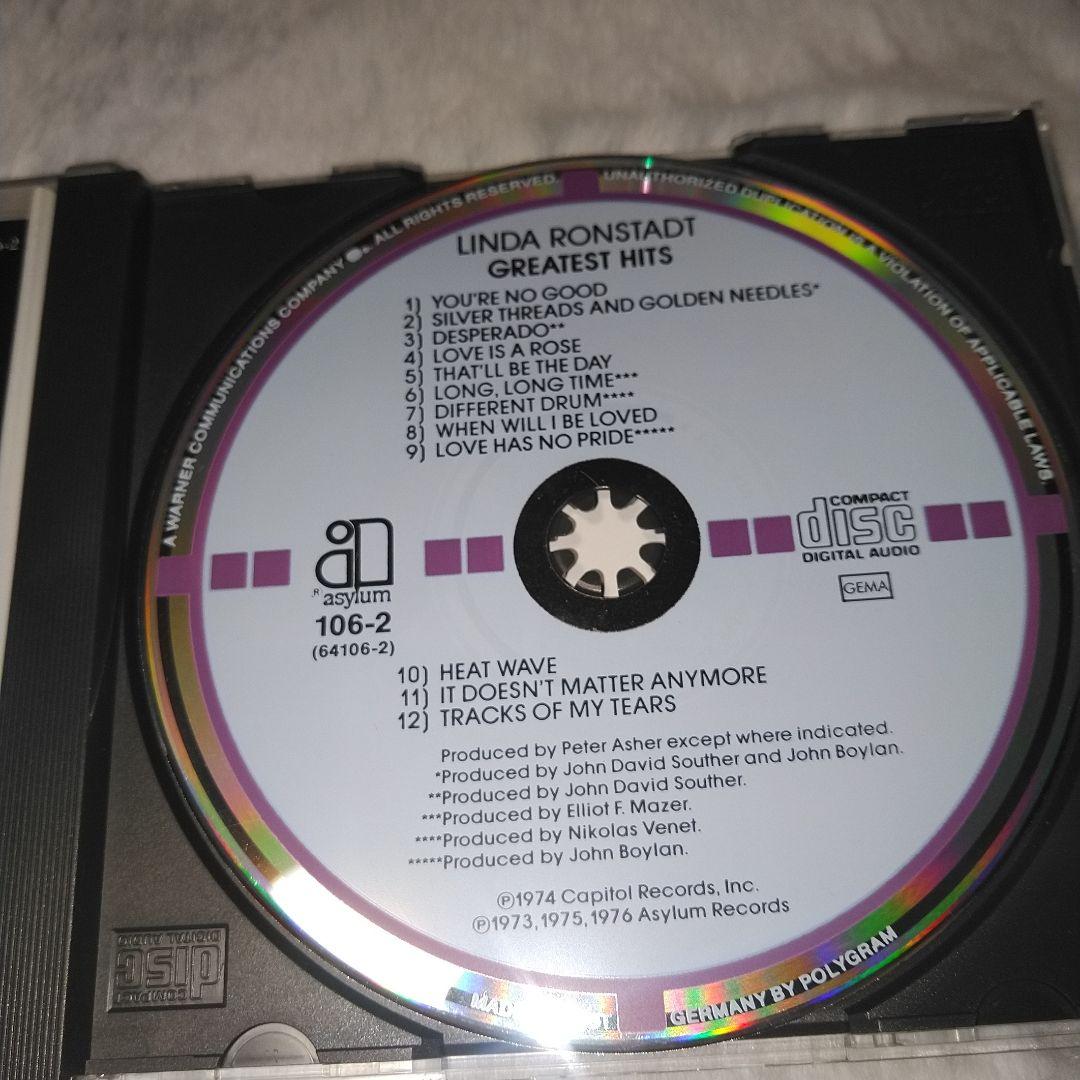 A WARNER COMMUNICATIONS COMPANY ALL RIGHTS RESERVED.
UNAUTHORIZED DUPLICATION IS A VIOLATION OF APPLICABLE LAWS.
LINDA RONSTADT
GREATEST HITS
1) YOU'RE NO GOOD
2) SILVER THREADS AND GOLDEN NEEDLES*
3) DESPERADO**
4) LOVE IS A ROSE
5) THAT'LL BE THE DAY
6) LONG, LONG TIME***
7) DIFFERENT DRUM****
8) WHEN WILL I BE LOVED
9) LOVE HAS NO PRIDE*****
asylum
106-2
(64106-2)
COMPACT
disc
DIGITAL AUDIO
GEMA
10) HEAT WAVE
11) IT DOESN'T MATTER ANYMORE
12) TRACKS OF MY TEARS
Produced by Peter Asher except where indicated.
*Produced by John David Souther and John Boylan.
**Produced by John David Souther.
***Produced by Elliot F. Mazer.
****Produced by Nikolas Venet.
*****Produced by John Boylan.
℗1974 Capitol Records, Inc.
℗1973, 1975, 1976 Asylum Records
GERMANY BY POLYGRAM
COMPACT
disc
DIGITAL AUDIO